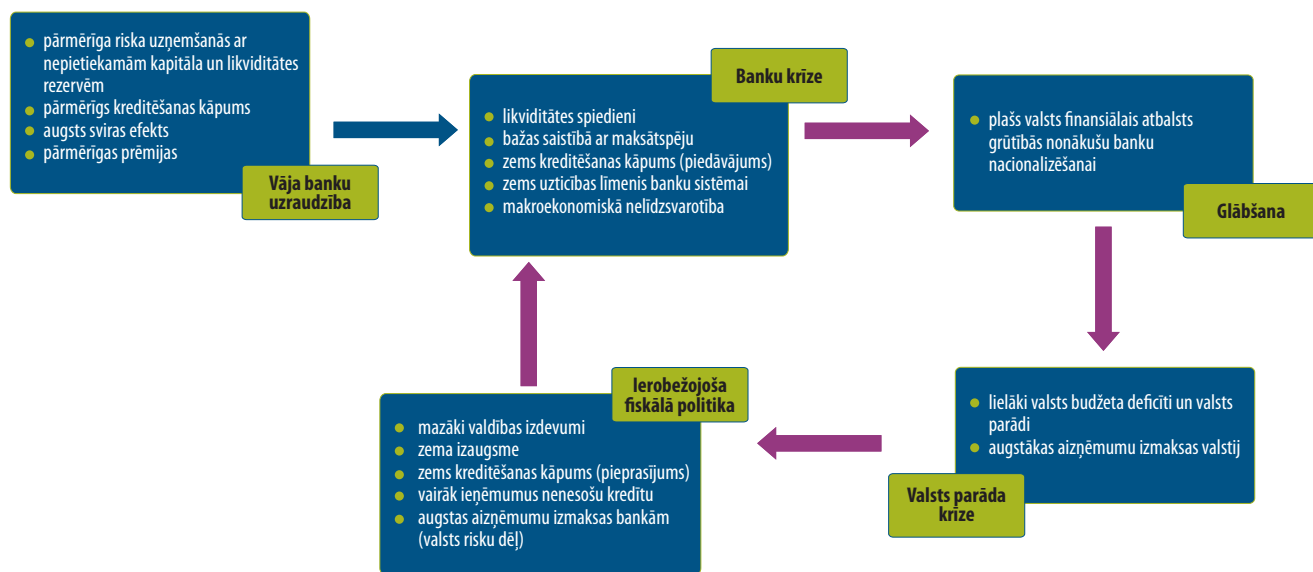 pārmērīga riska uzņemšanās ar
nepietiekamām kapitāla un likviditātes
rezervēm
pārmērīgs kreditēšanas kāpums
augsts sviras efekts
pārmērīgas prēmijas
Vāja banku
uzraudzība
Banku krīze
likviditātes spiedieni
bažas saistībā ar maksātspēju
zems kreditēšanas kāpums (piedāvājums)
zems uzticības līmenis banku sistēmai
makroekonomiskā nelīdzsvarotība
plašs valsts finansiālais atbalsts
grūtībās nonākušu banku
nacionalizēšanai
Glābšana
lielāki valsts budžeta deficīti un valsts
parādi
augstākas aizņēmumu izmaksas valstij
Valsts parāda
krīze
Ierobežojoša
fiskālā politika
mazāki valdības izdevumi
zema izaugsme
zems kreditēšanas kāpums (pieprasījums)
vairāk ieņēmumus nenesošu kredītu
augstas aizņēmumu izmaksas bankām
(valsts risku dēļ)